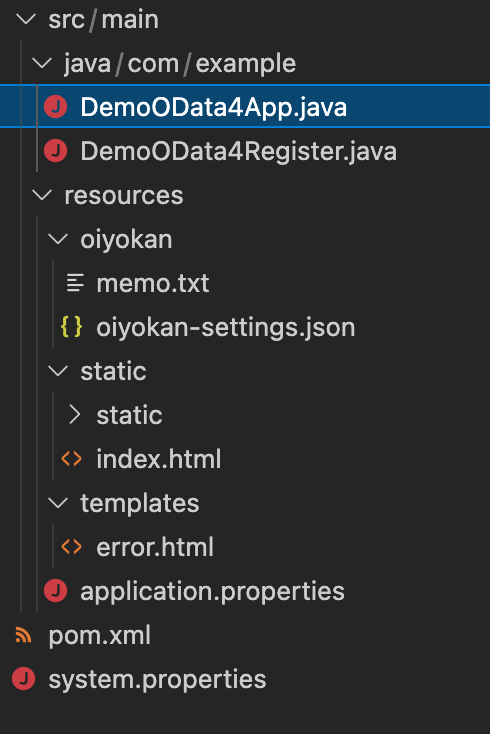 src/main
java/com/example
J DemoOData4App.java
J DemoOData4Register.java
resources
oiyokan
memo.txt
{} oiyokan-settings.json
static
static
<> index.html
templates
<> error.html
J application.properties
pom.xml
J system.properties